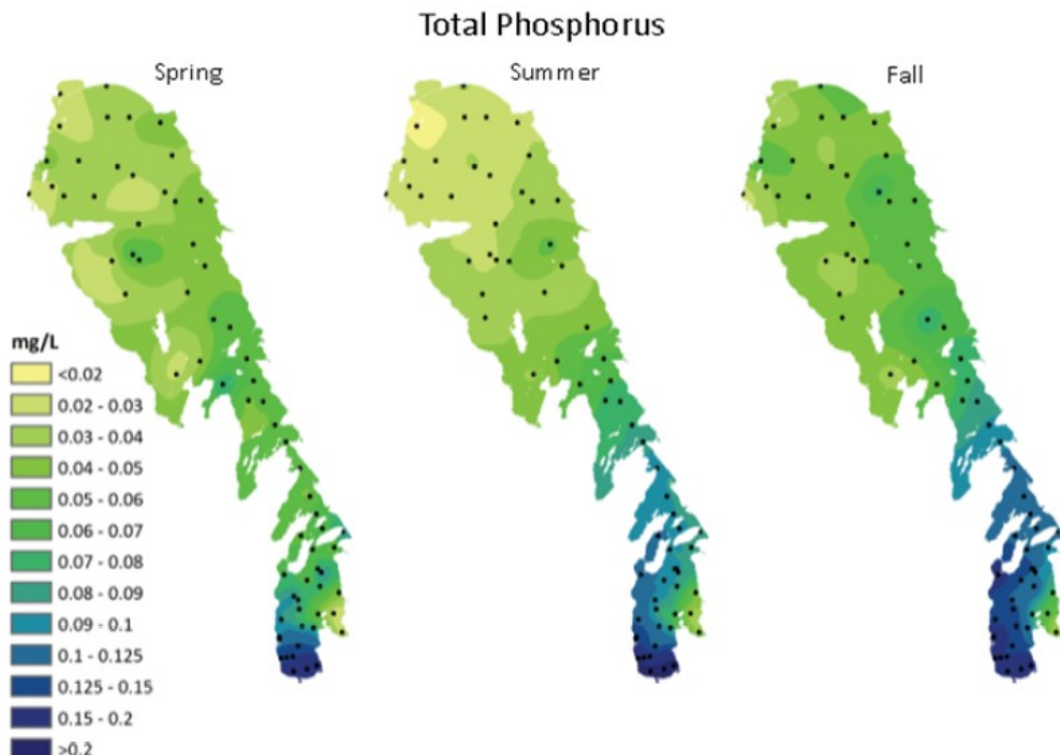 Total Phosphorus
Spring
Summer
Fall
mg/L
<0.02
0.02 - 0.03
0.03 - 0.04
0.04 - 0.05
0.05 - 0.06
0.06 - 0.07
0.07 - 0.08
0.08 - 0.09
0.09 - 0.1
0.1 - 0.125
0.125 - 0.15
0.15 - 0.2
>0.2